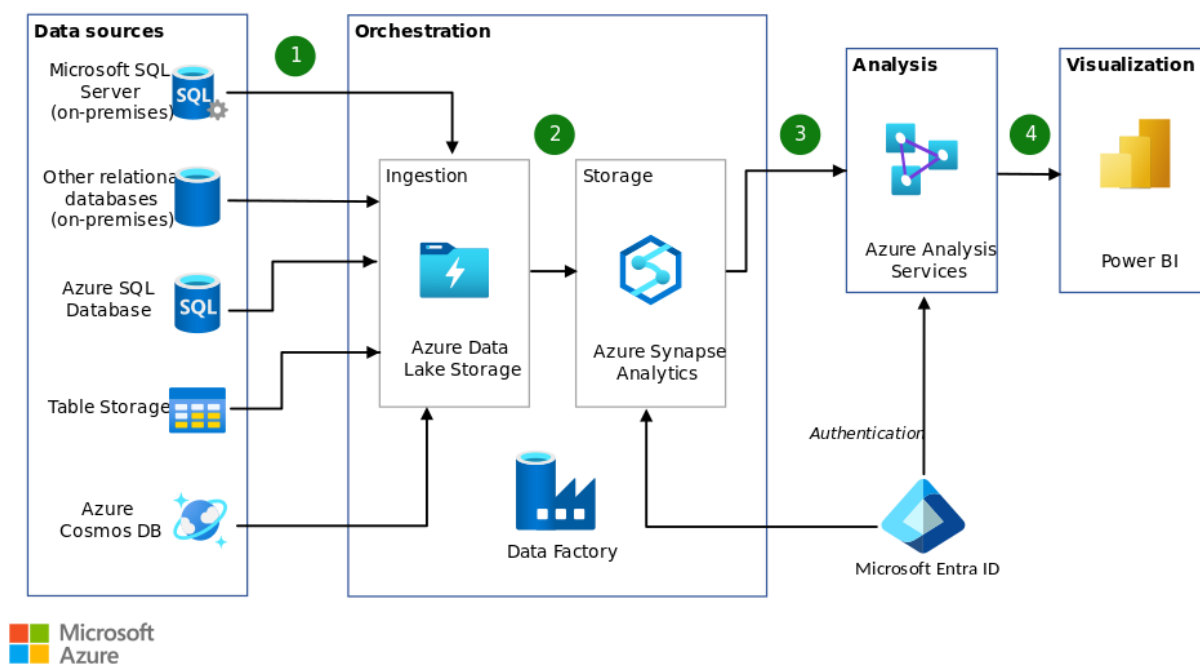 Data sources
Microsoft SQL
Server
(on-premises)
SQL
Other relationa
databases
(on-premises)
Azure SQL
Database
SQL
Table Storage
Azure
Cosmos DB
1
Orchestration
2
Ingestion
Azure Data
Lake Storage
Storage
Azure Synapse
Analytics
Data Factory
3
Analysis
Azure Analysis
Services
4
Visualization
Power BI
Authentication
Microsoft Entra ID
Microsoft
Azure